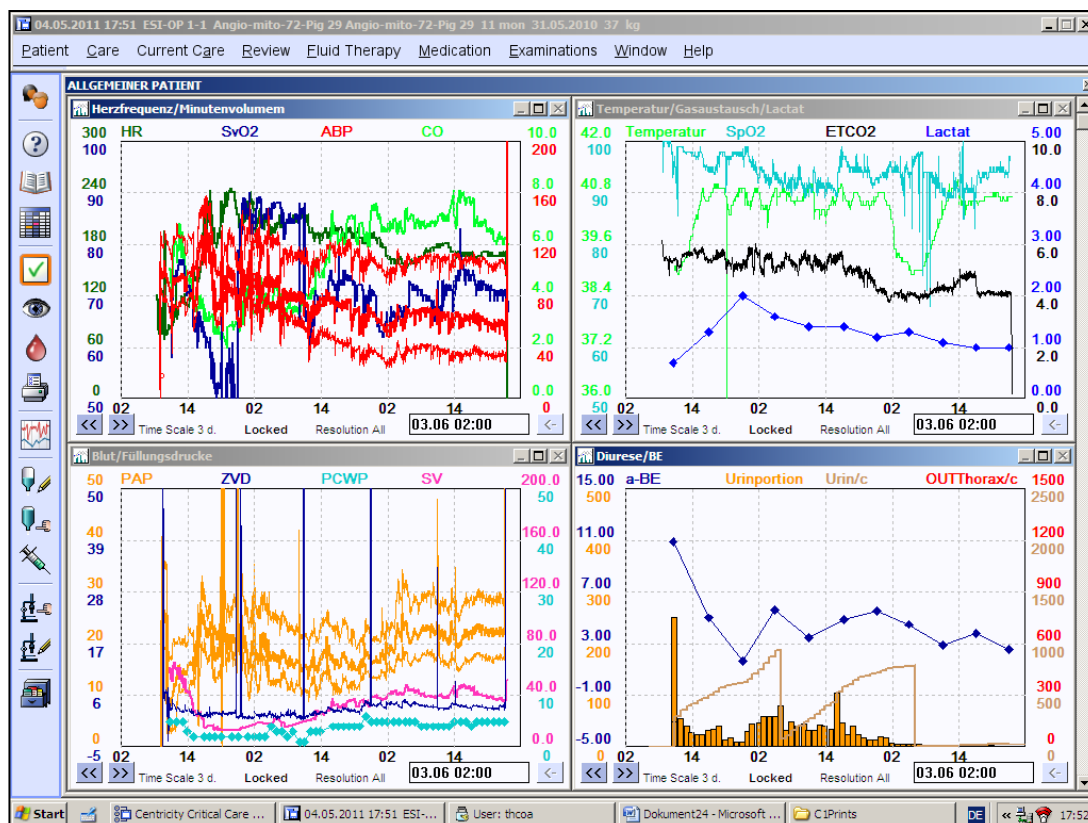 04.05.2011 17:51 ESI-OP 1-1 Angio-mito-72-Pig 29 Angio-mito-72-Pig 29 11 mon 31.05.2010 37 kg
Patient Care Current Care Review Fluid Therapy Medication Examinations Window Help
ALLGEMEINER PATIENT
Herzfrequenz/Minutenvolumem
300 HR SvO2 ABP CO 10.0
100 200
240 8.0
90 160
180 6.0
80 120
120 4.0
70 80
60 2.0
60 40
0 0.0
50 02 14 02 14 02 14 0
<< >> Time Scale 3 d. Locked Resolution All 03.06 02:00 <-
Temperatur/Gasaustausch/Lactat
42.0 Temperatur SpO2 ETCO2 Lactat 5.00
100 10.0
40.8 4.00
90 8.0
39.6 3.00
80 6.0
38.4 2.00
70 4.0
37.2 1.00
60 2.0
36.0 0.00
50 02 14 02 14 02 14 0.0
<< >> Time Scale 3 d. Locked Resolution All 03.06 02:00 <-
Blut/Füllungsdrucke
50 PAP ZVD PCWP SV 200.0
50 50
40 160.0
39 40
30 120.0
28 30
20 80.0
17 20
10 40.0
6 10
0 0.0
-5 02 14 02 14 02 14 0
<< >> Time Scale 3 d. Locked Resolution All 03.06 02:00 <-
Diurese/BE
15.00 a-BE Urinportion Urin/c OUTThorax/c 1500
500 2500
11.00 1200
400 2000
7.00 900
300 1500
3.00 600
200 1000
-1.00 300
100 500
-5.00 0
0 02 14 02 14 02 14 0
<< >> Time Scale 3 d. Locked Resolution All 03.06 02:00 <-
Start Centricity Critical Care ... 04.05.2011 17:51 ESI-... User: thcoa Dokument24 - Microsoft ... C1Prints DE « 17:52